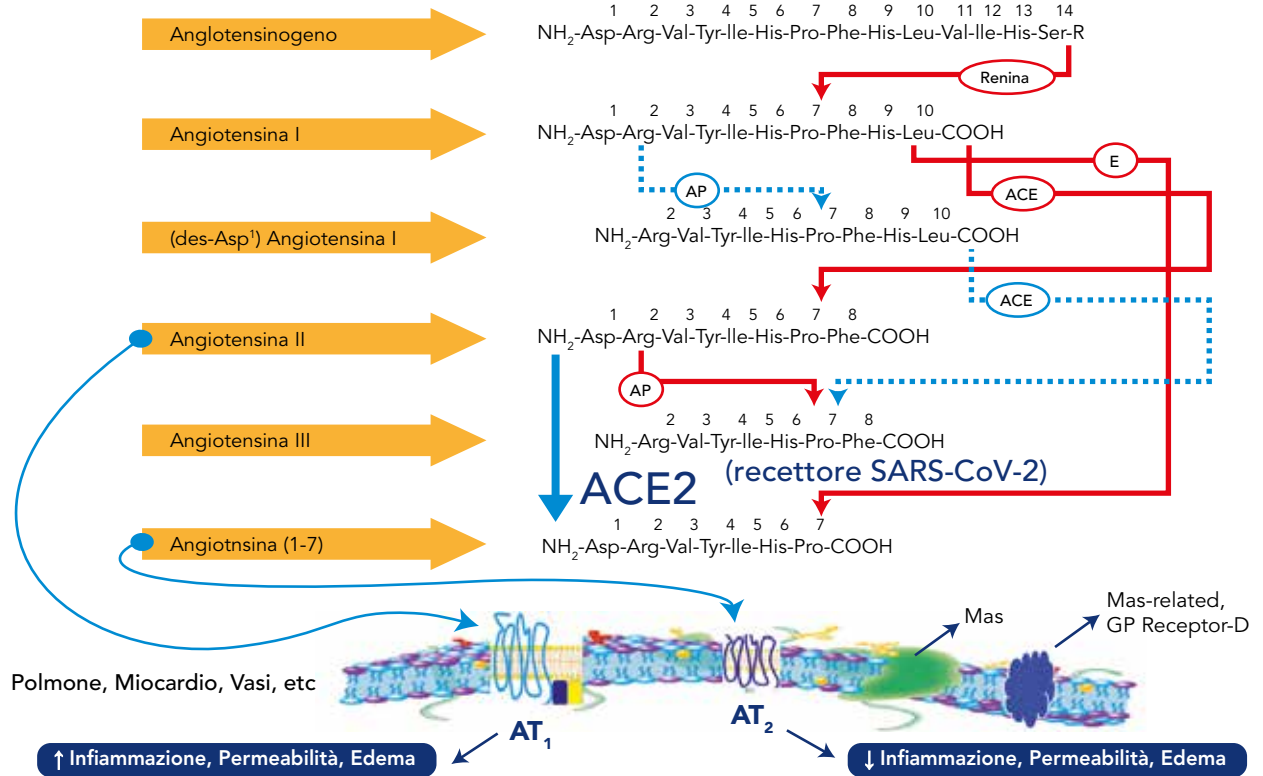 1 2 3 4 5 6 7 8 9 10 11 12 13 14
Anglotensinogeno
NH2-Asp-Arg-Val-Tyr-lle-His-Pro-Phe-His-Leu-Val-lle-His-Ser-R
Renina
1 2 3 4 5 6 7 8 9 10
Angiotensina I
NH2-Asp-Arg-Val-Tyr-lle-His-Pro-Phe-His-Leu-COOH
E
AP
ACE
2 3 4 5 6 7 8 9 10
(des-Asp¹) Angiotensina I
NH2-Arg-Val-Tyr-lle-His-Pro-Phe-His-Leu-COOH
ACE
1 2 3 4 5 6 7 8
Angiotensina II
NH2-Asp-Arg-Val-Tyr-lle-His-Pro-Phe-COOH
AP
2 3 4 5 6 7 8
Angiotensina III
NH2-Arg-Val-Tyr-lle-His-Pro-Phe-COOH
ACE2 (recettore SARS-CoV-2)
1 2 3 4 5 6 7
Angiotnsina (1-7)
NH2-Asp-Arg-Val-Tyr-lle-His-Pro-COOH
Mas
Mas-related,
GP Receptor-D
Polmone, Miocardio, Vasi, etc
AT1
AT2
↑ Infiammazione, Permeabilità, Edema
↓ Infiammazione, Permeabilità, Edema